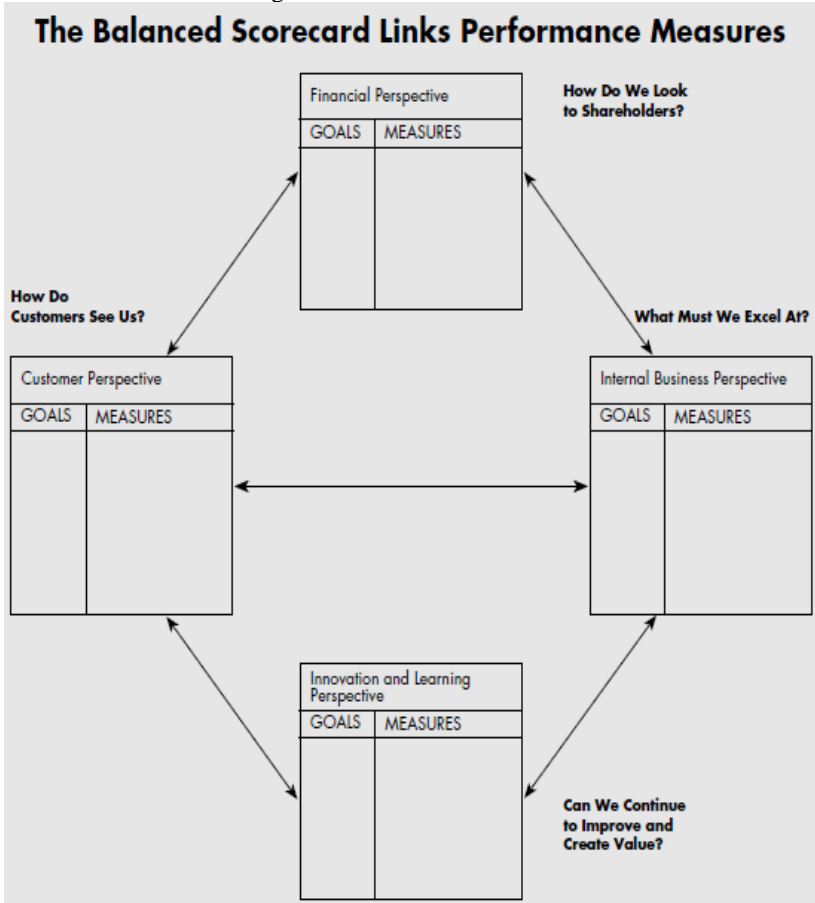 The Balanced Scorecard Links Performance Measures
Financial Perspective
GOALS MEASURES
How Do We Look
to Shareholders?
How Do
Customers See Us?
What Must We Excel At?
Customer Perspective
GOALS MEASURES
Internal Business Perspective
GOALS MEASURES
Innovation and Learning
Perspective
GOALS MEASURES
Can We Continue
to Improve and
Create Value?